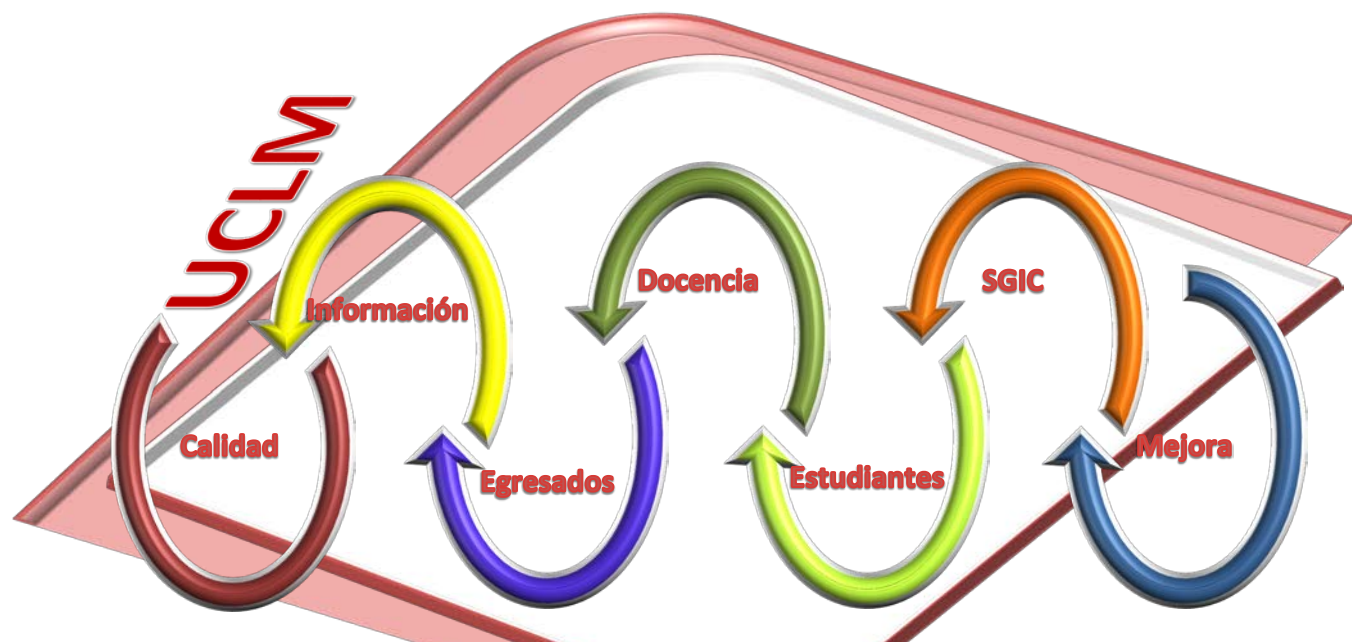 UCLM
Información
Docencia
SGIC
Calidad
Egresados
Estudiantes
Mejora